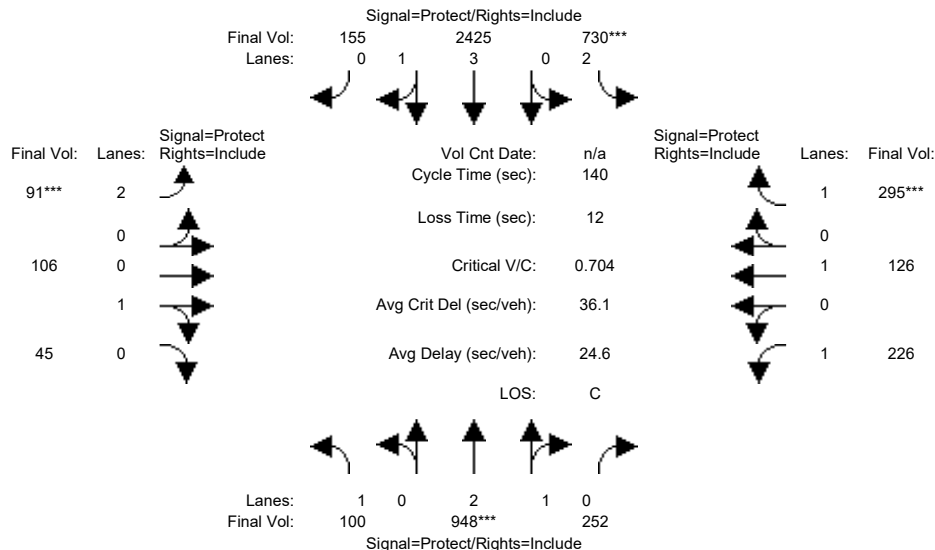 Signal=Protect/Rights=Include
Final Vol: 155 2425 730***
Lanes: 0 1 3 0 2
Signal=Protect Signal=Protect
Final Vol: Lanes: Rights=Include Vol Cnt Date: n/a Rights=Include Lanes: Final Vol:
Cycle Time (sec): 140
91*** 2 1 295***
Loss Time (sec): 12
0 0
106 0 Critical V/C: 0.704 1 126
1 Avg Crit Del (sec/veh): 36.1 0
45 0 Avg Delay (sec/veh): 24.6 1 226
LOS: C
Lanes: 1 0 2 1 0
Final Vol: 100 948*** 252
Signal=Protect/Rights=Include